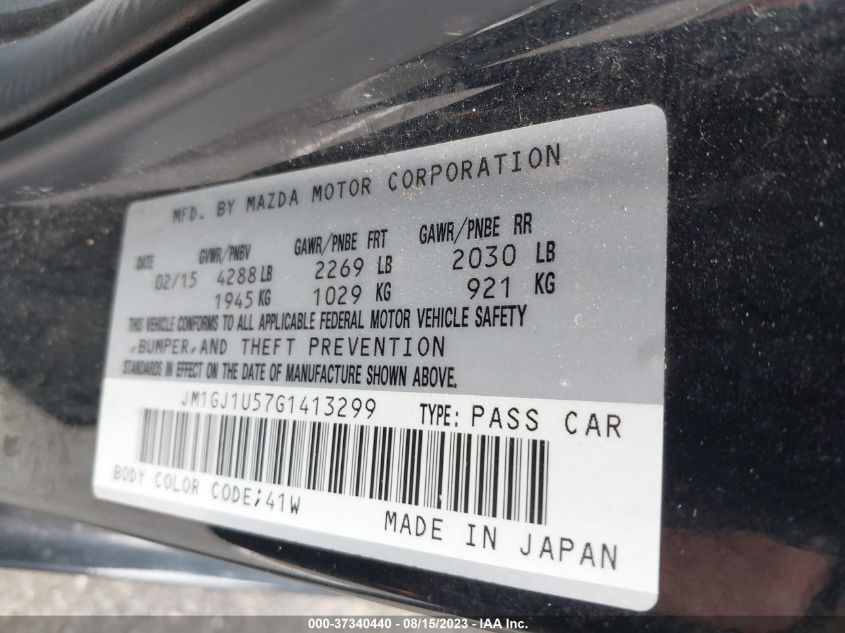 MFD. BY MAZDA MOTOR CORPORATION
DATE GVWR/PNBV GAWR/PNBE FRT GAWR/PNBE RR
02/15 4288 LB 2269 LB 2030 LB
1945 KG 1029 KG 921 KG
THIS VEHICLE CONFORMS TO ALL APPLICABLE FEDERAL MOTOR VEHICLE SAFETY
,BUMPER,AND THEFT PREVENTION
STANDARDS IN EFFECT ON THE DATE OF MANUFACTURE SHOWN ABOVE.
JM1GJ1U57G1413299 TYPE: PASS CAR
BODY COLOR CODE;41W
MADE IN JAPAN
000-37340440 - 08/15/2023 - IAA Inc.